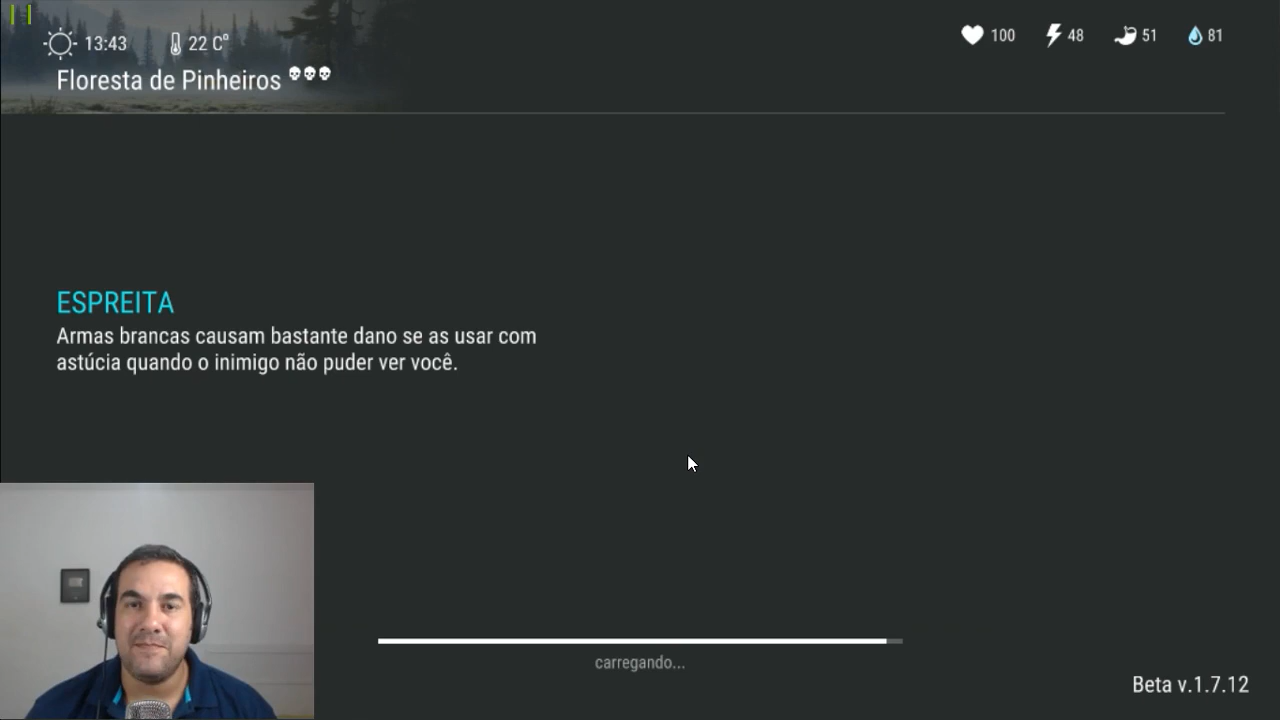 13:43 22 C°
100 48 51 81
Floresta de Pinheiros
ESPREITA
Armas brancas causam bastante dano se as usar com
astúcia quando o inimigo não puder ver você.
carregando...
Beta v.1.7.12